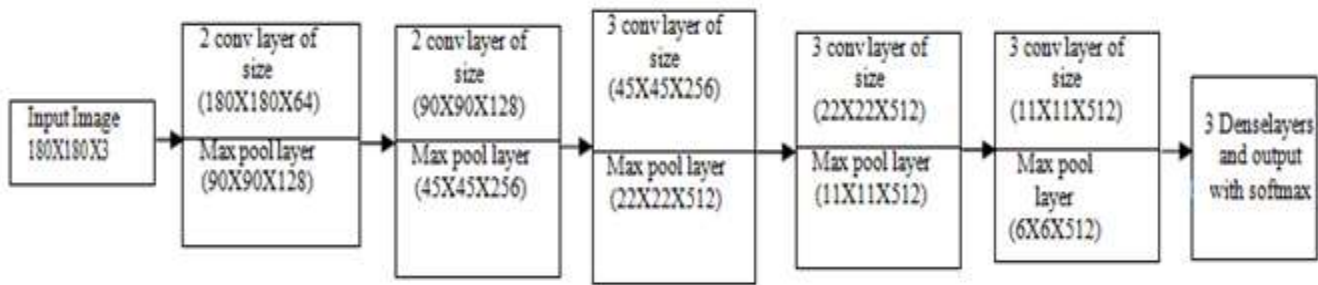 Input Image
180X180X3
2 conv layer of
size
(180X180X64)
Max pool layer
(90X90X128)
2 conv layer of
size
(90X90X128)
Max pool layer
(45X45X256)
3 conv layer of
size
(45X45X256)
Max pool layer
(22X22X512)
3 conv layer of
size
(22X22X512)
Max pool layer
(11X11X512)
3 conv layer of
size
(11X11X512)
Max pool
layer
(6X6X512)
3 Denselayers
and output
with softmax